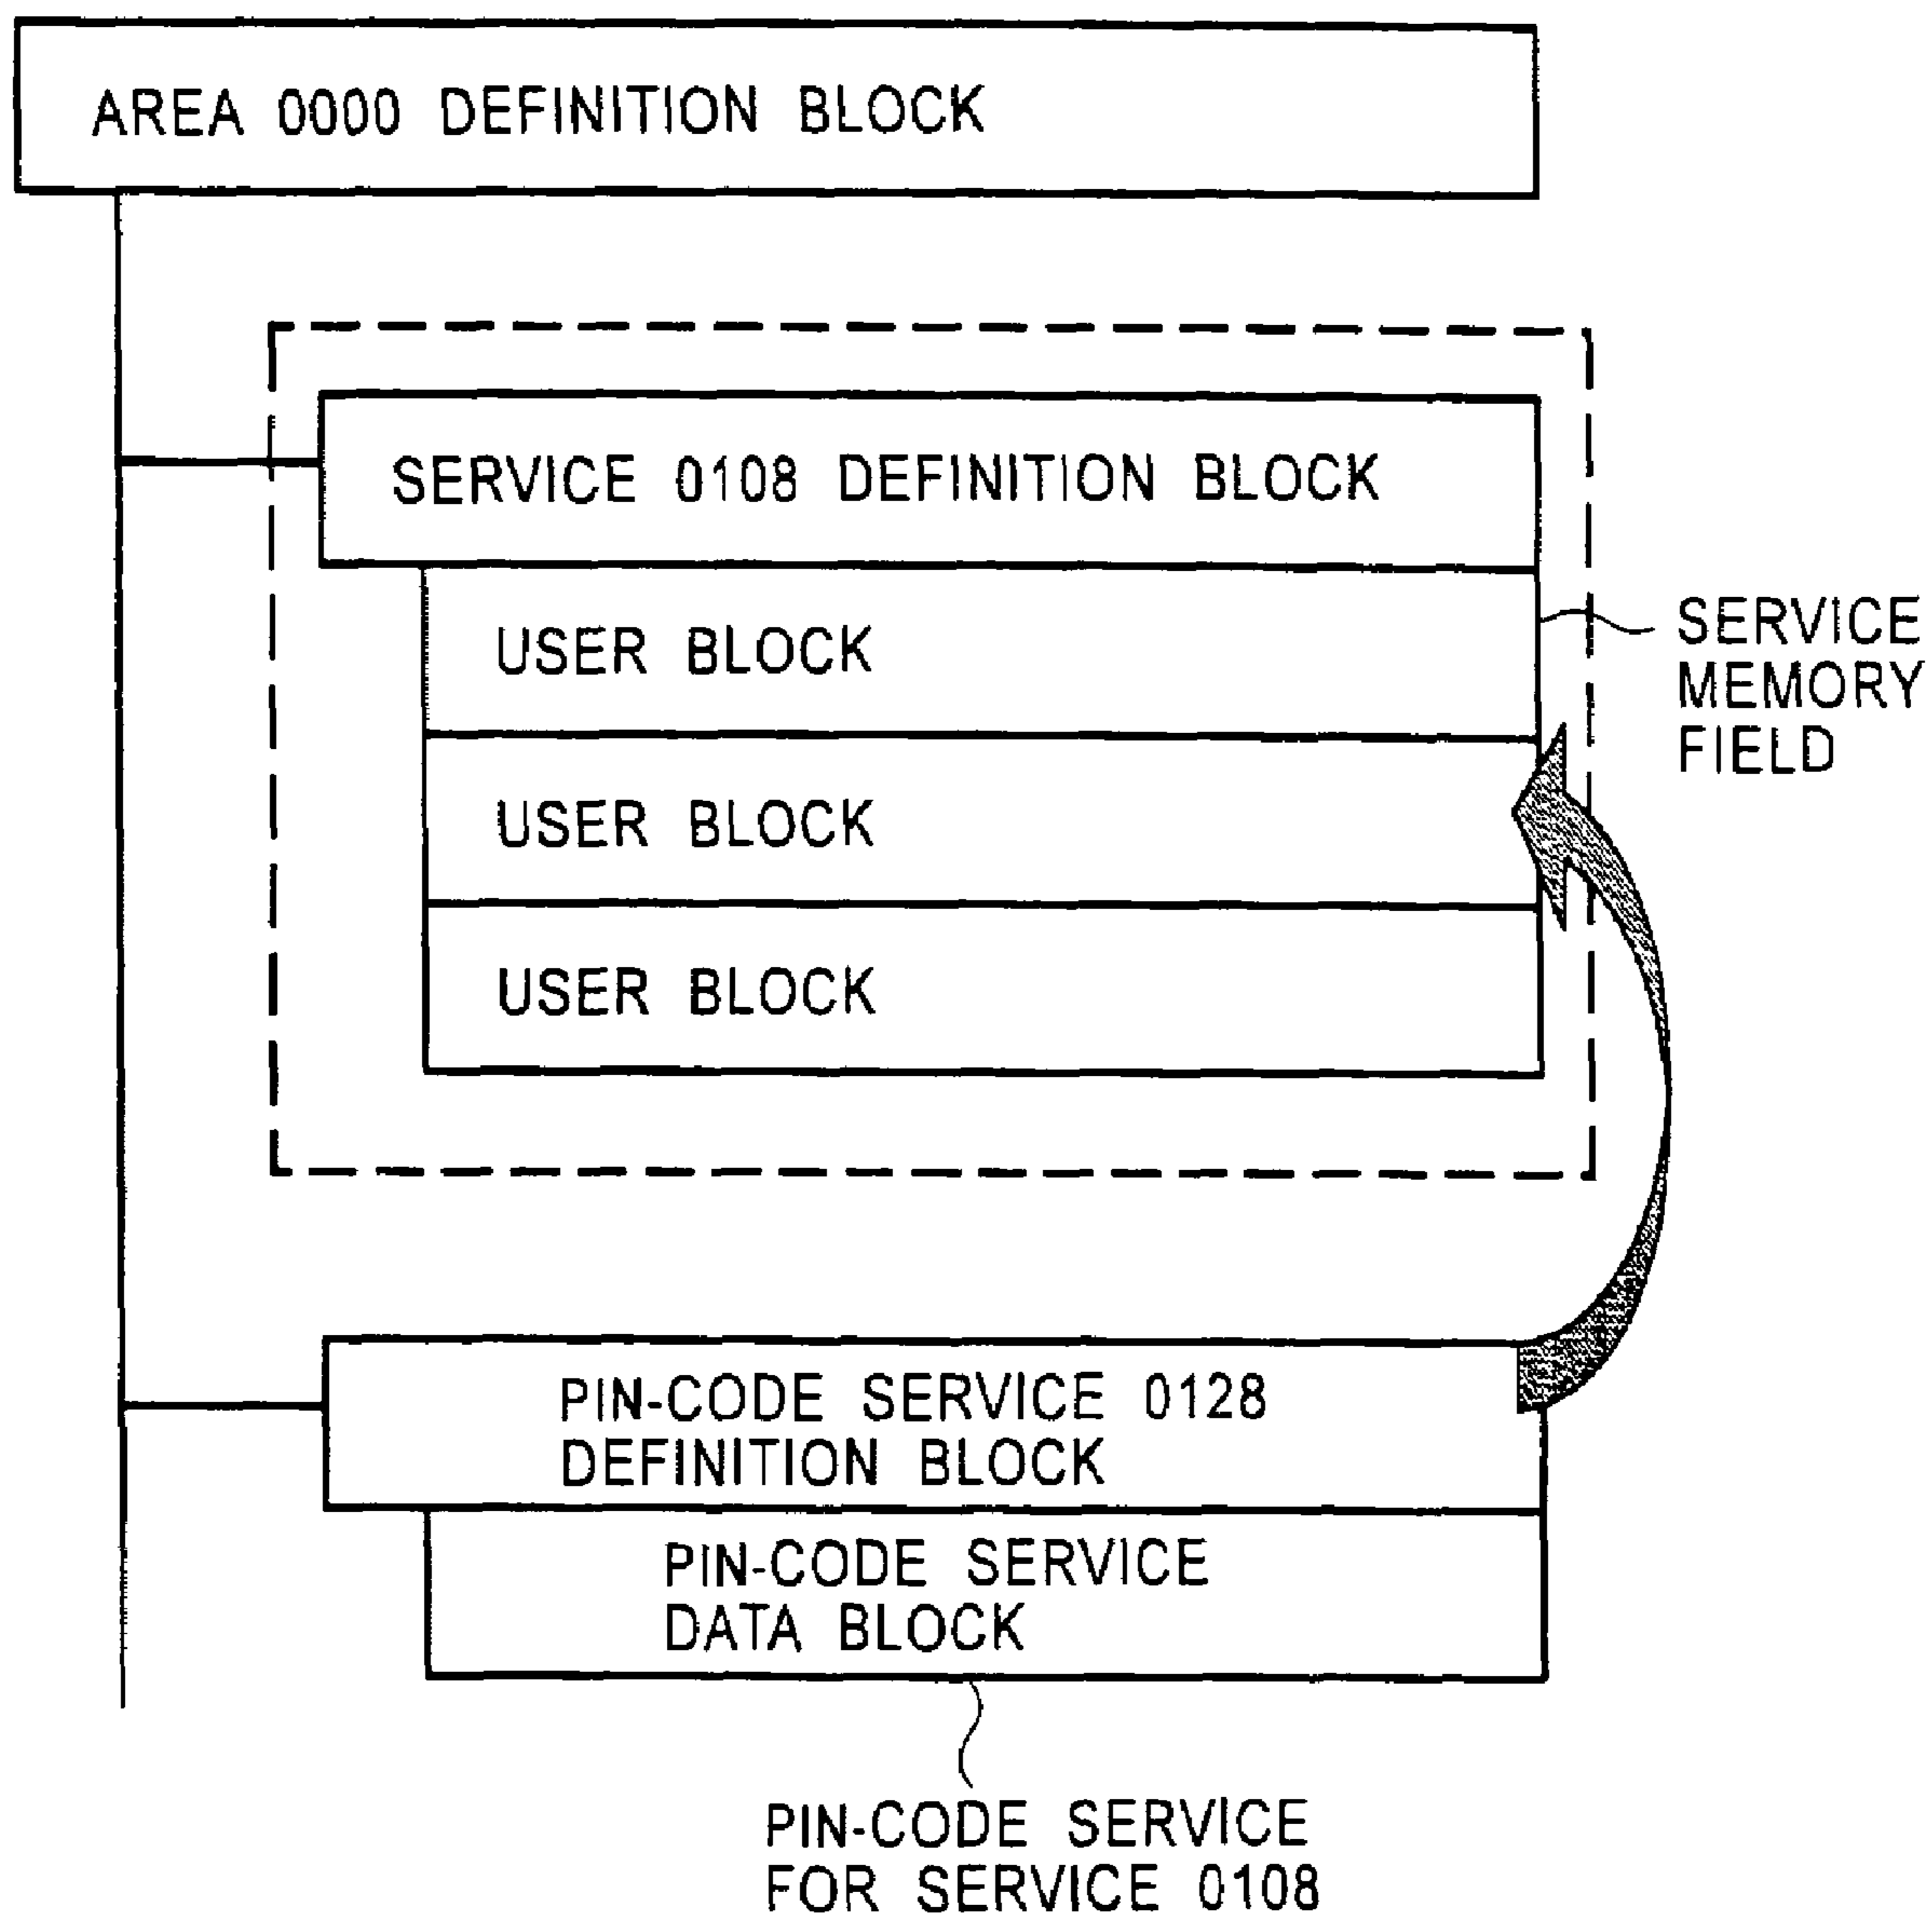 AREA 0000 DEFINITION BLOCK
SERVICE 0108 DEFINITION BLOCK
USER BLOCK
SERVICE
MEMORY
FIELD
USER BLOCK
USER BLOCK
PIN-CODE SERVICE 0128
DEFINITION BLOCK
PIN-CODE SERVICE
DATA BLOCK
PIN-CODE SERVICE
FOR SERVICE 0108